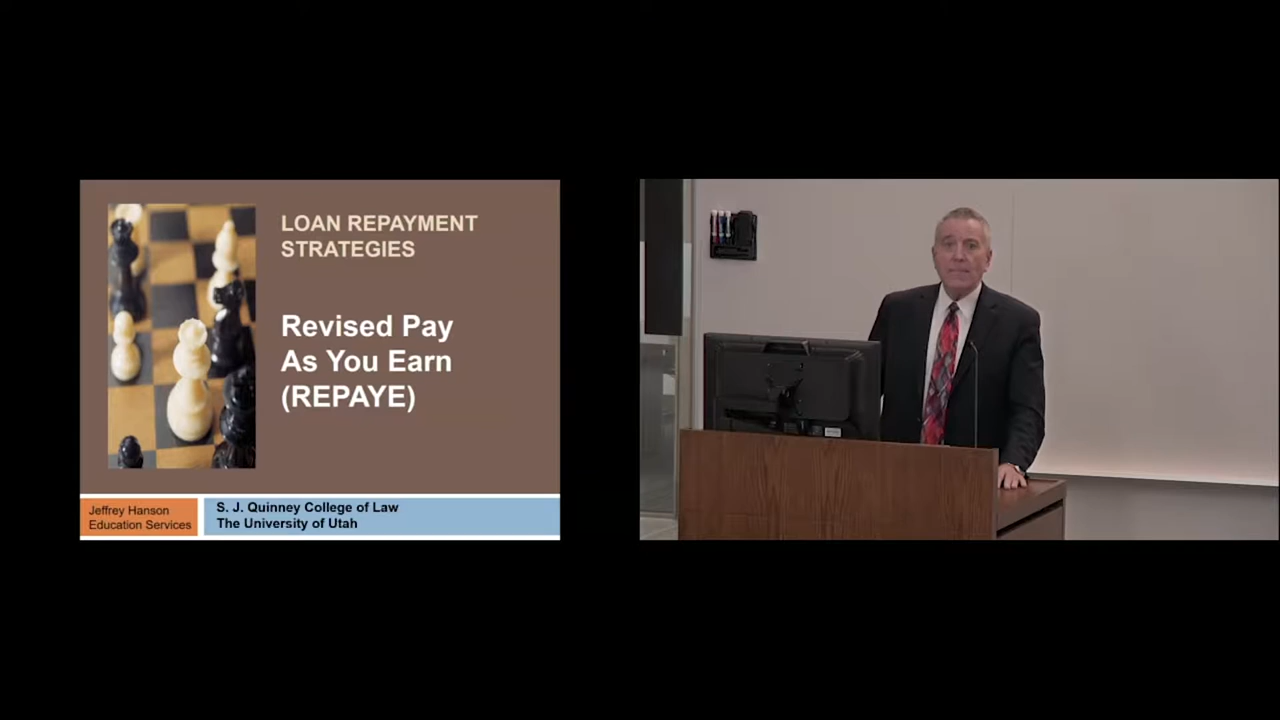 LOAN REPAYMENT
STRATEGIES
Revised Pay
As You Earn
(REPAYE)
Jeffrey Hanson
Education Services
S. J. Quinney College of Law
The University of Utah